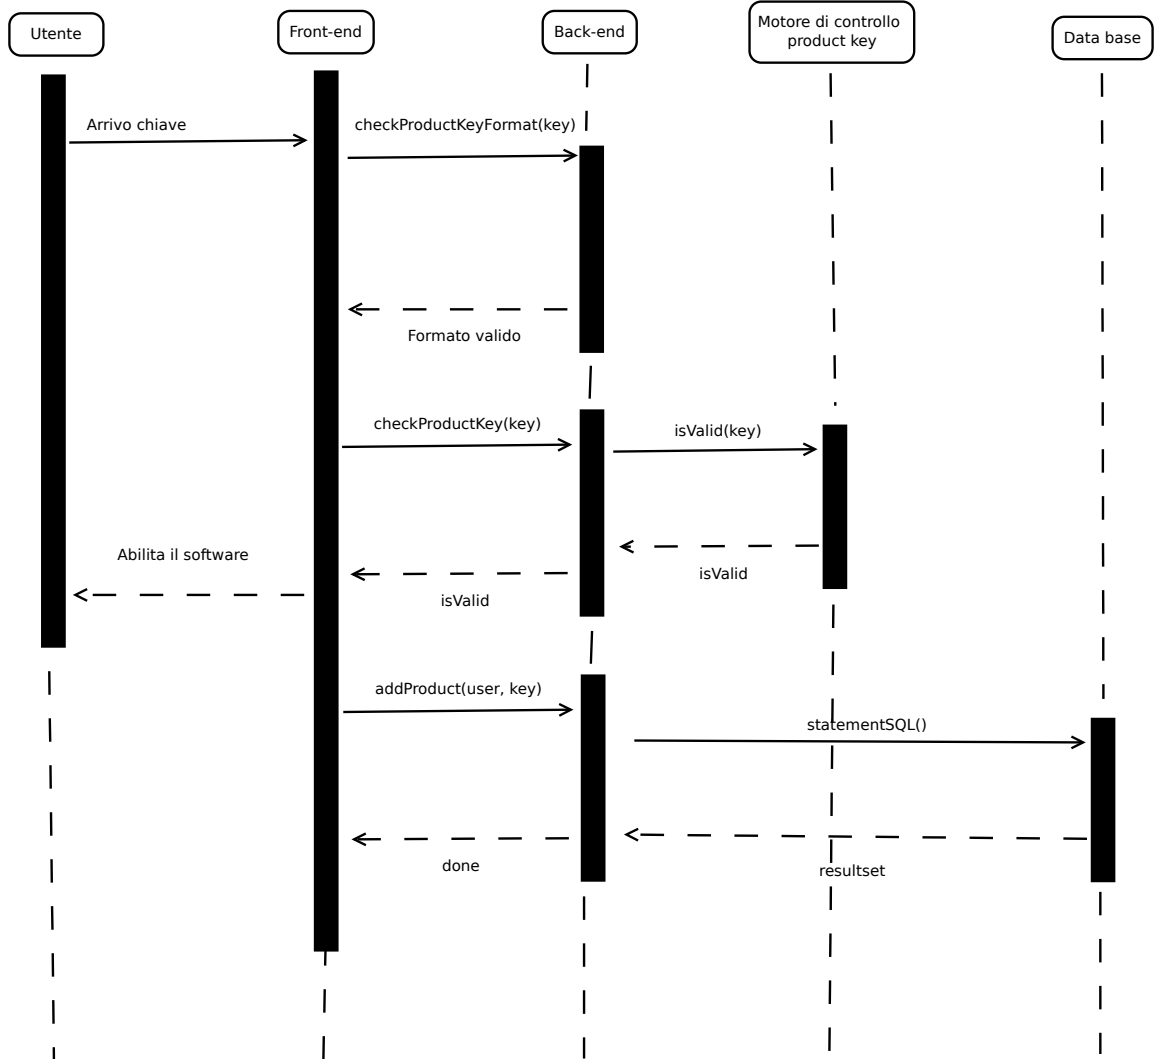 Utente
Front-end
Back-end
Motore di controllo
product key
Data base
Arrivo chiave
checkProductKeyFormat(key)
Formato valido
checkProductKey(key)
isValid(key)
Abilita il software
isValid
isValid
addProduct(user, key)
statementSQL()
done
resultset